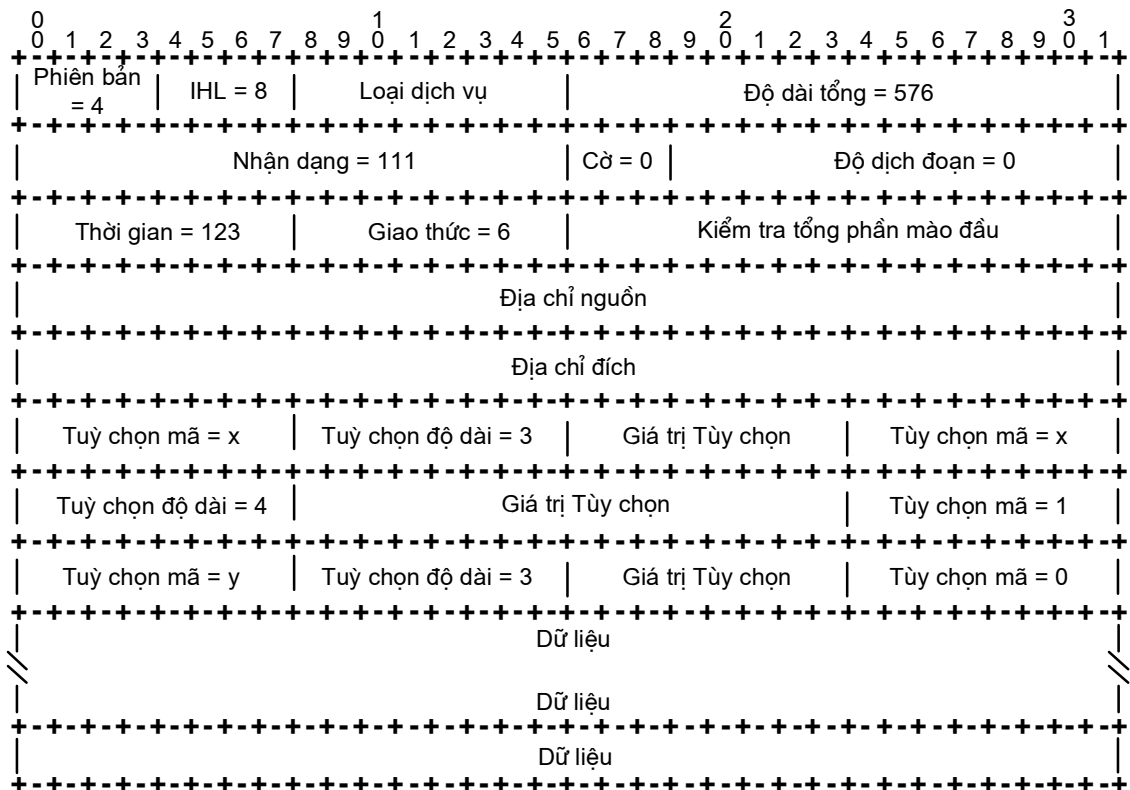 0 1 2 3
0 1 2 3 4 5 6 7 8 9 0 1 2 3 4 5 6 7 8 9 0 1 2 3 4 5 6 7 8 9 0 1
Phiên bản
= 4
IHL = 8
Loại dịch vụ
Độ dài tổng = 576
Nhận dạng = 111
Cờ = 0
Độ dịch đoạn = 0
Thời gian = 123
Giao thức = 6
Kiểm tra tổng phần mào đầu
Địa chỉ nguồn
Địa chỉ đích
Tuỳ chọn mã = x
Tuỳ chọn độ dài = 3
Giá trị Tùy chọn
Tùy chọn mã = x
Tuỳ chọn độ dài = 4
Giá trị Tùy chọn
Tùy chọn mã = 1
Tuỳ chọn mã = y
Tuỳ chọn độ dài = 3
Giá trị Tùy chọn
Tùy chọn mã = 0
Dữ liệu
Dữ liệu
Dữ liệu